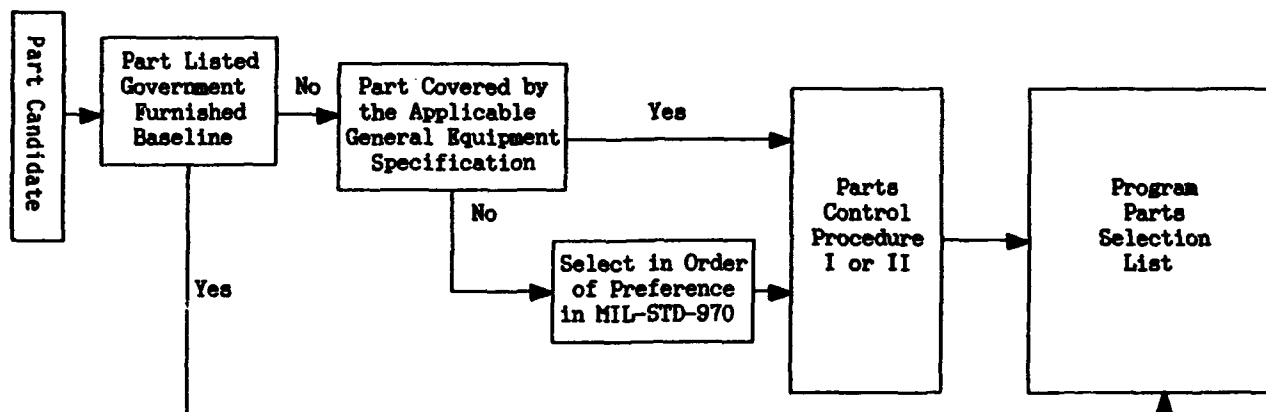 Part Candidate
Part Listed
Government
Furnished
Baseline
No
Part Covered by
the Applicable
General Equipment
Specification
Yes
No
Yes
Select in Order
of Preference
in MIL-STD-970
Parts
Control
Procedure
I or II
Program
Parts
Selection
List